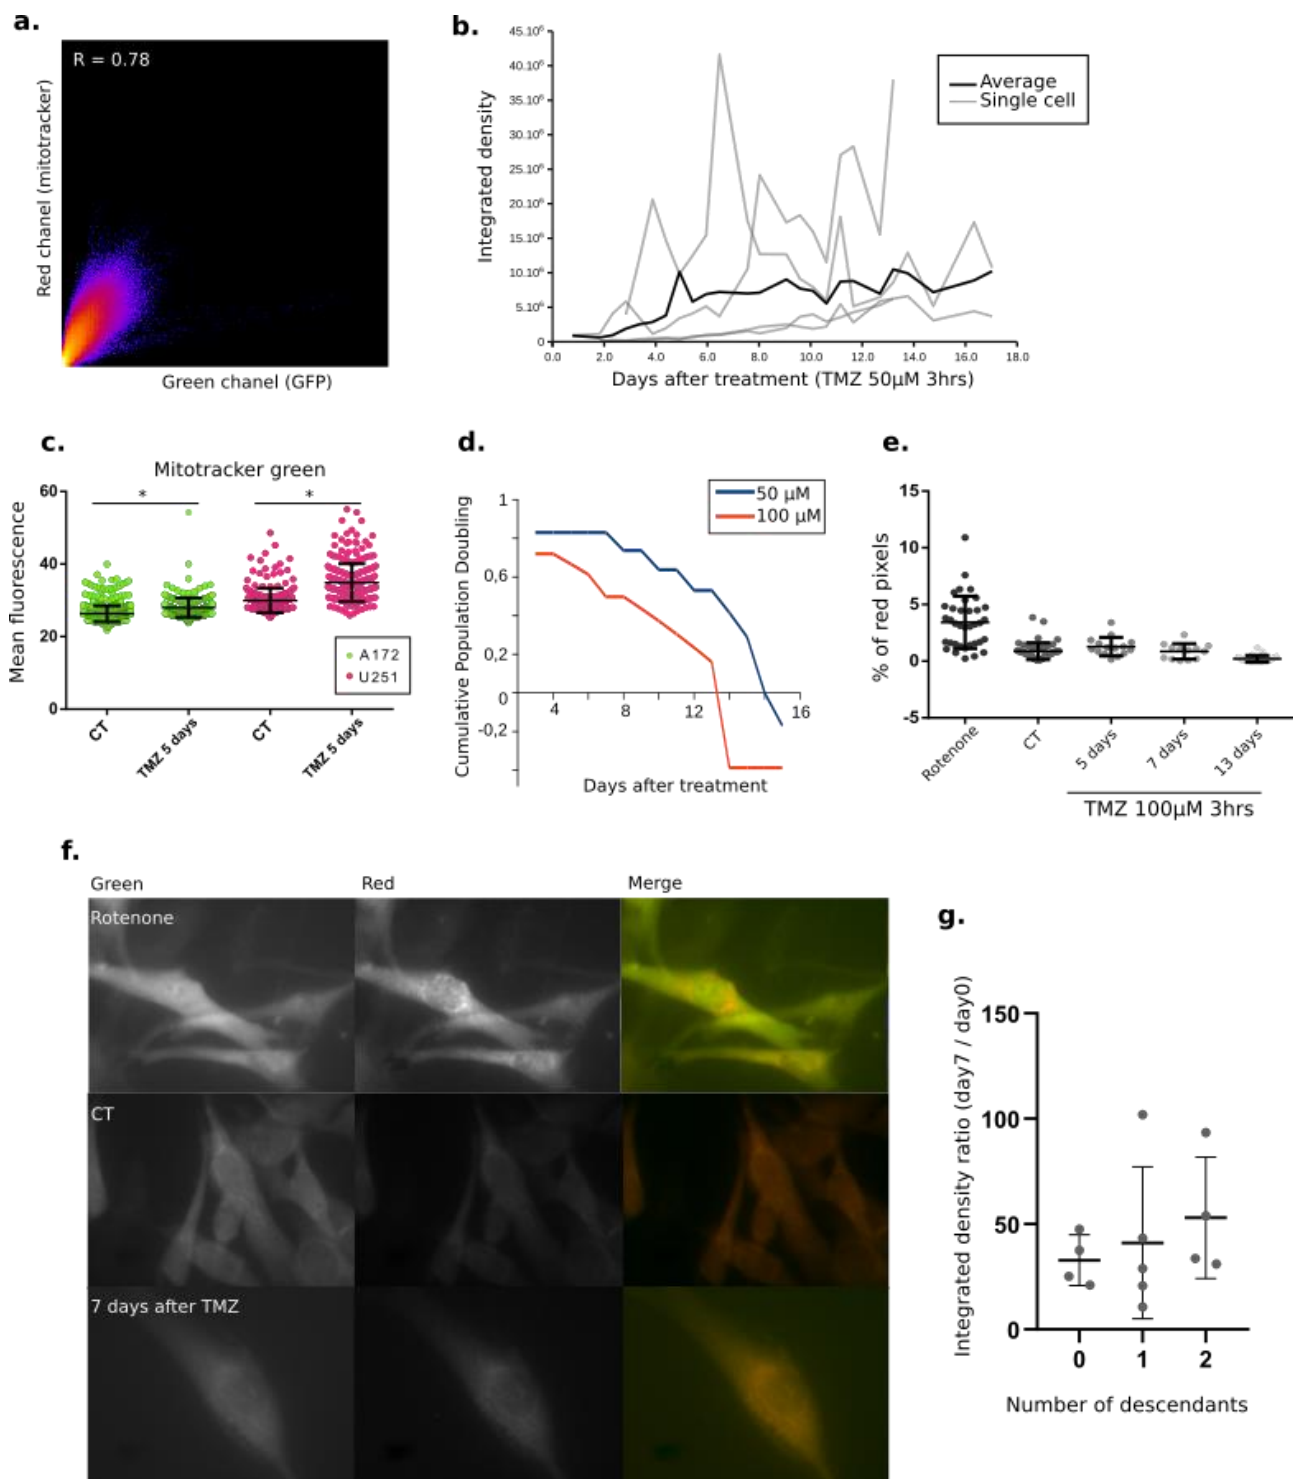 a.
R = 0.78
Red channel (mitotracker)
Green chanel (GFP)
b.
45.10⁶
40.10⁶
35.10⁶
30.10⁶
25.10⁶
20.10⁶
15.10⁶
10.10⁶
5.10⁶
0
Integrated density
0.0 2.0 4.0 6.0 8.0 10.0 12.0 14.0 16.0 18.0
Days after treatment (TMZ 50µM 3hrs)
Average
Single cell
c.
Mitotracker green
Mean fluorescence
60
40
20
0
* *
A172
U251
CT
TMZ 5 days
CT
TMZ 5 days
d.
Cumulative Population Doubling
1
0,6
0,2
0
-0,2
4 8 12 16
Days after treatment
50 µM
100 µM
e.
% of red pixels
15
10
5
0
-5
Rotenone
CT
5 days
7 days
13 days
TMZ 100µM 3hrs
f.
Green Red Merge
Rotenone
CT
7 days after TMZ
g.
Integrated density ratio (day7 / day0)
150
100
50
0
0 1 2
Number of descendants